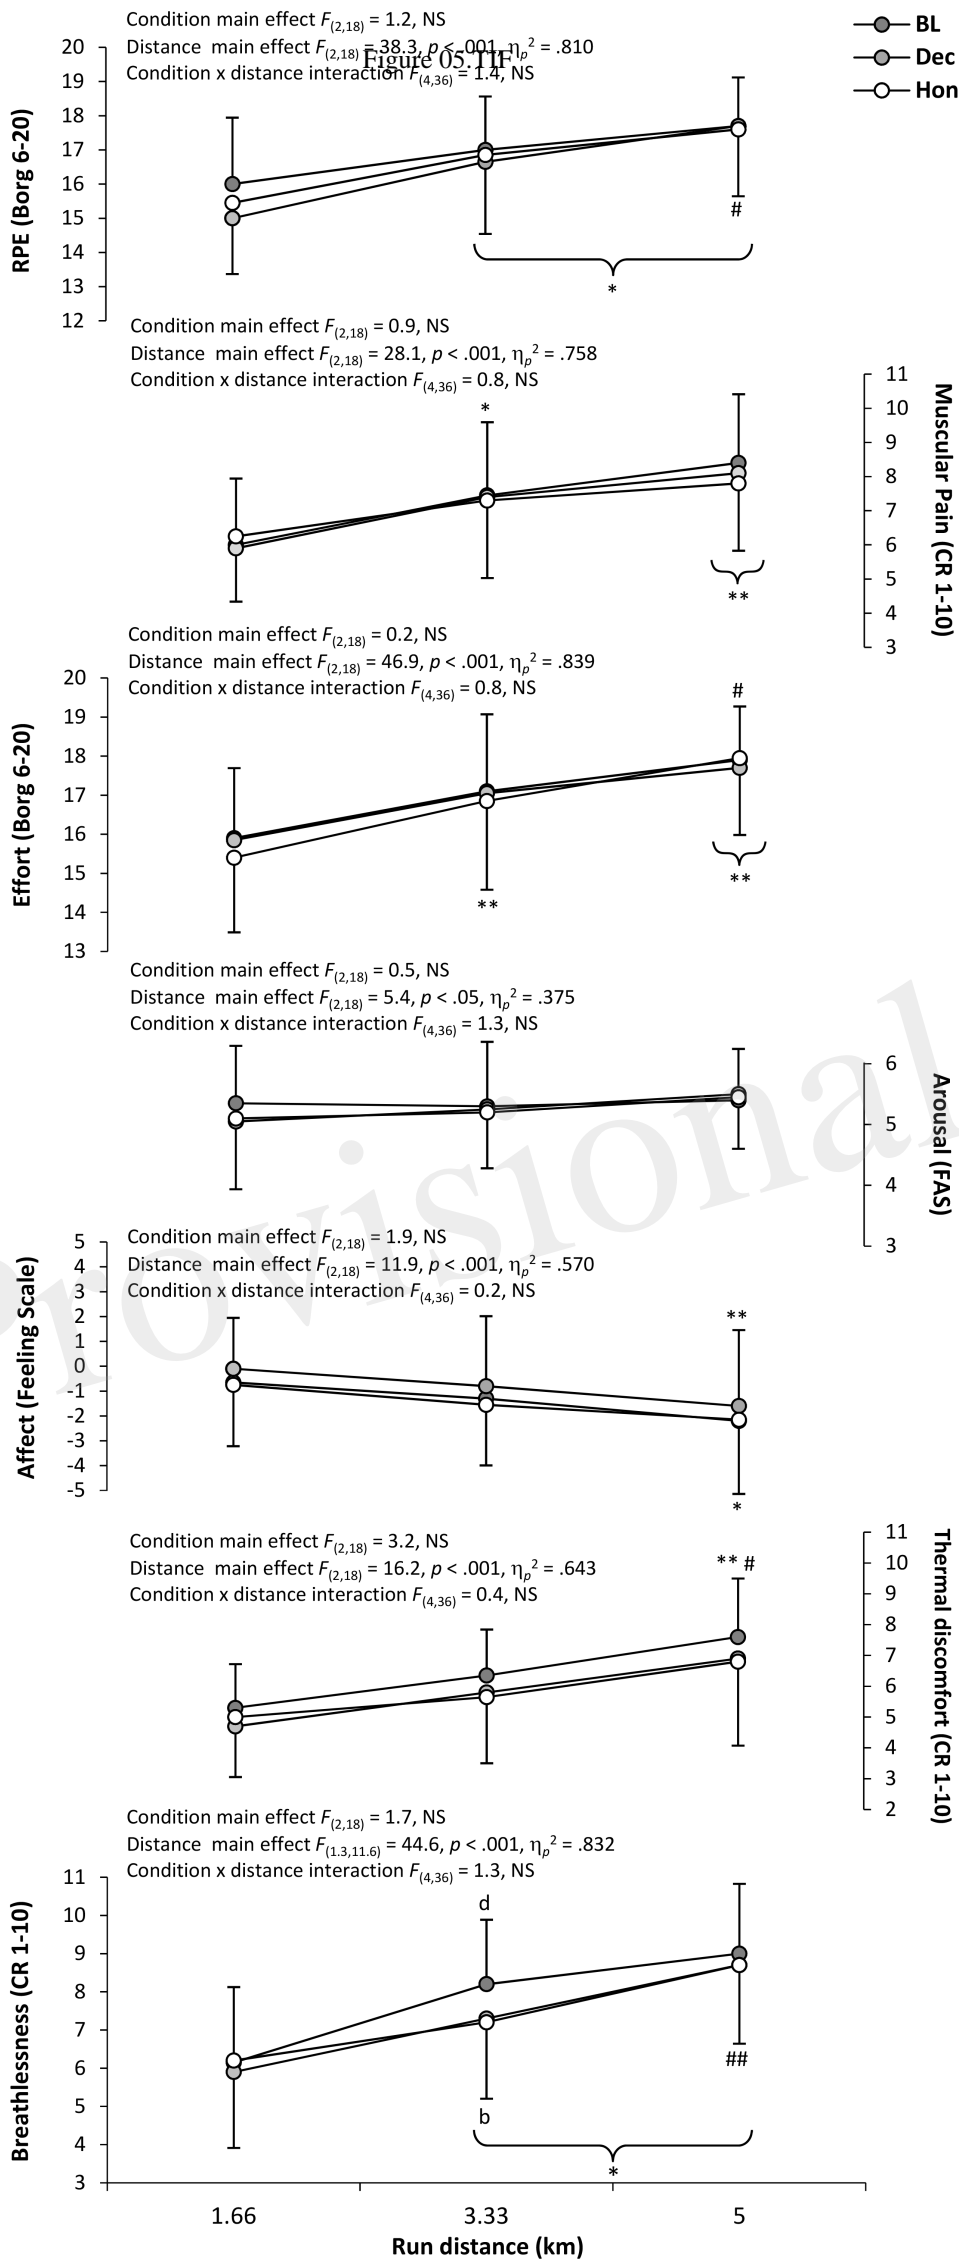 Condition main effect F(2,18) = 1.2, NS
Distance main effect F(2,18) = 38.3, p < .001, ηp² = .810
Condition x distance interaction F(4,36) = 1.4, NS
Figure 05.TIF
BL
Dec
Hon
RPE (Borg 6-20)
20
19
18
17
16
15
14
13
12
#
*
Condition main effect F(2,18) = 0.9, NS
Distance main effect F(2,18) = 28.1, p < .001, ηp² = .758
Condition x distance interaction F(4,36) = 0.8, NS
*
**
11
10
9
8
7
6
5
4
3
Muscular Pain (CR 1-10)
Condition main effect F(2,18) = 0.2, NS
Distance main effect F(2,18) = 46.9, p < .001, ηp² = .839
Condition x distance interaction F(4,36) = 0.8, NS
Effort (Borg 6-20)
20
19
18
17
16
15
14
13
#
**
**
Condition main effect F(2,18) = 0.5, NS
Distance main effect F(2,18) = 5.4, p < .05, ηp² = .375
Condition x distance interaction F(4,36) = 1.3, NS
6
5
4
3
Arousal (FAS)
Provisional
Condition main effect F(2,18) = 1.9, NS
Distance main effect F(2,18) = 11.9, p < .001, ηp² = .570
Condition x distance interaction F(4,36) = 0.2, NS
Affect (Feeling Scale)
5
4
3
2
1
0
-1
-2
-3
-4
-5
**
*
Condition main effect F(2,18) = 3.2, NS
Distance main effect F(2,18) = 16.2, p < .001, ηp² = .643
Condition x distance interaction F(4,36) = 0.4, NS
** #
11
10
9
8
7
6
5
4
3
2
Thermal discomfort (CR 1-10)
Condition main effect F(2,18) = 1.7, NS
Distance main effect F(1.3,11.6) = 44.6, p < .001, ηp² = .832
Condition x distance interaction F(4,36) = 1.3, NS
Breathlessness (CR 1-10)
11
10
9
8
7
6
5
4
3
d
b
##
*
1.66
3.33
5
Run distance (km)